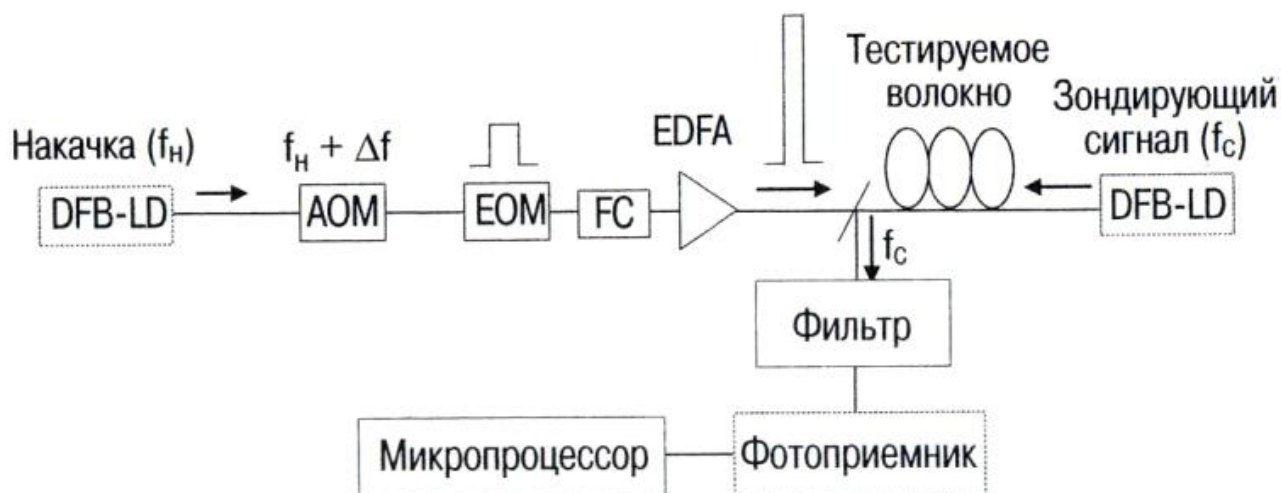 Тестируемое
волокно
Зондирующий
сигнал (fС)
Накачка (fН)
fН + Δf
EDFA
DFB-LD
AOM
EOM
FC
DFB-LD
fС
Фильтр
Микропроцессор
Фотоприемник